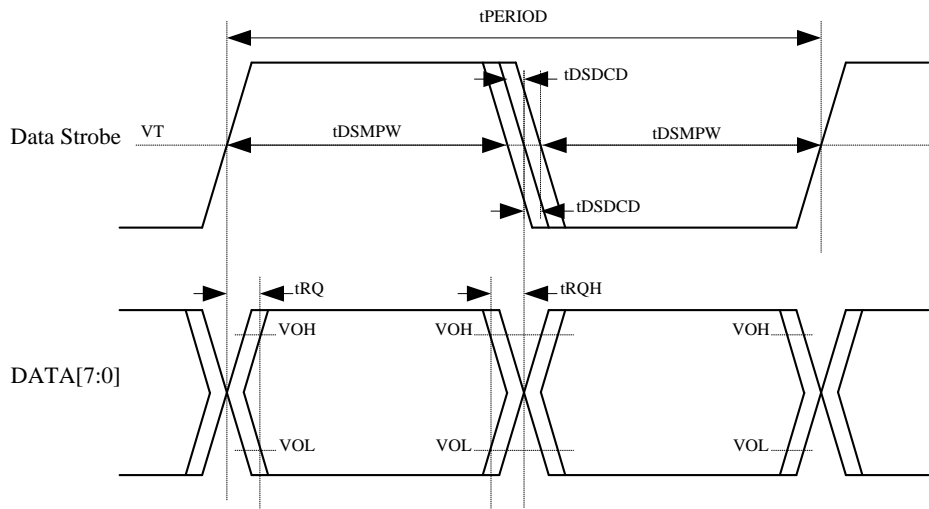 tPERIOD
tDSDCD
Data Strobe
VT
tDSMPW
tDSMPW
tDSDCD
tRQ
tRQH
VOH
VOH
VOH
DATA[7:0]
VOL
VOL
VOL